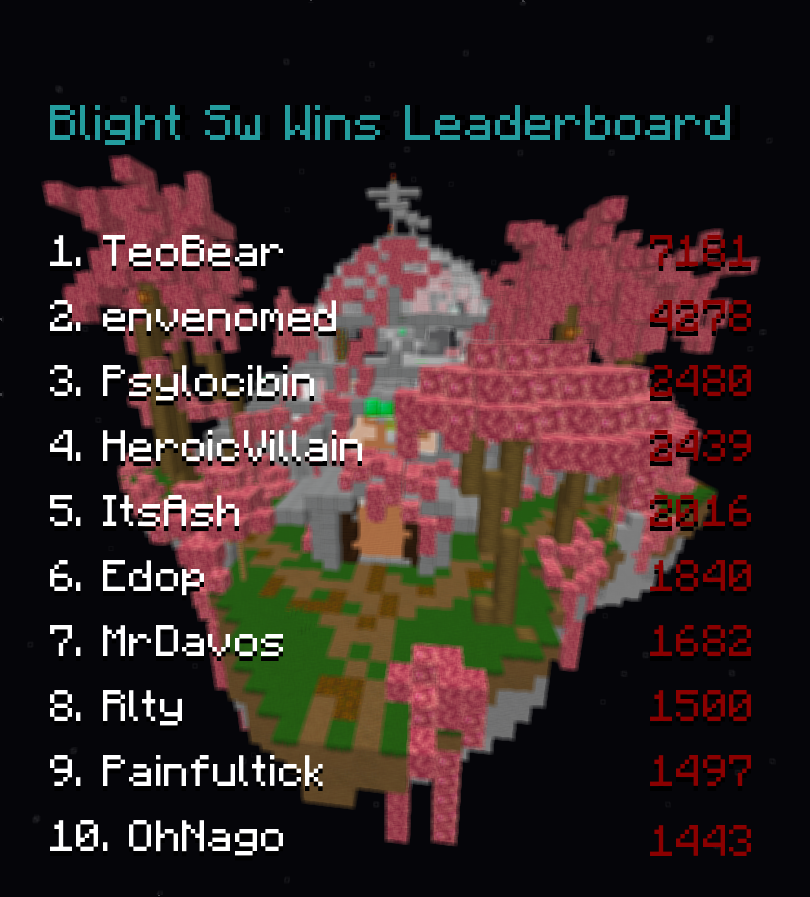 Blight Sw Wins Leaderboard
1. TeoBear 7181
2. envenomed 4278
3. Psylocibin 2480
4. HeroicVillain 2439
5. ItsAsh 2016
6. Edop 1840
7. MrDavos 1682
8. Rlty 1500
9. Painfultick 1497
10. OhNago 1443